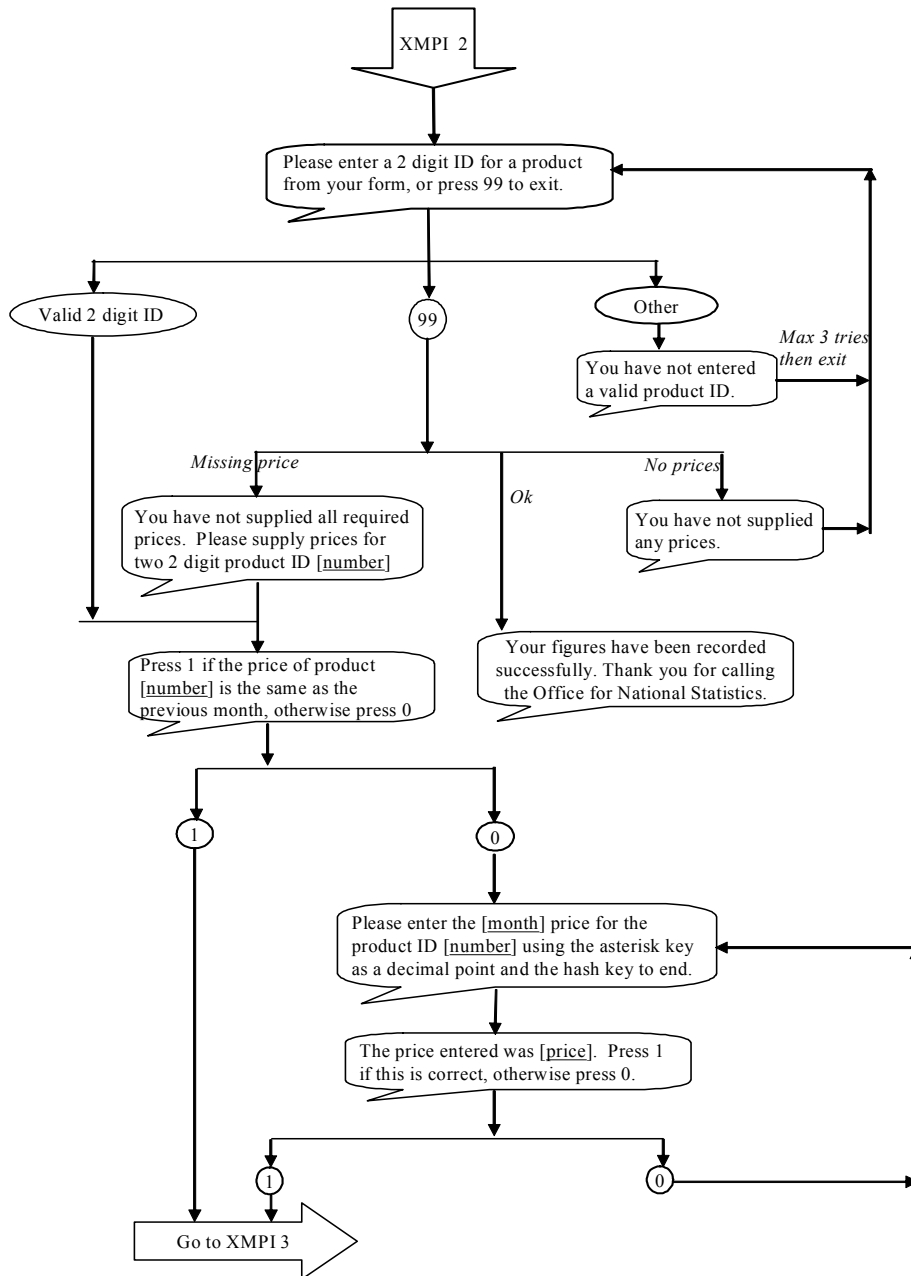 XMPI 2
Please enter a 2 digit ID for a product
from your form, or press 99 to exit.
Valid 2 digit ID
99
Other
Max 3 tries
then exit
You have not entered
a valid product ID.
Missing price
Ok
No prices
You have not supplied all required
prices. Please supply prices for
two 2 digit product ID [number]
You have not supplied
any prices.
Press 1 if the price of product
[number] is the same as the
previous month, otherwise press 0
Your figures have been recorded
successfully. Thank you for calling
the Office for National Statistics.
1
0
Please enter the [month] price for the
product ID [number] using the asterisk key
as a decimal point and the hash key to end.
The price entered was [price]. Press 1
if this is correct, otherwise press 0.
1
0
Go to XMPI 3